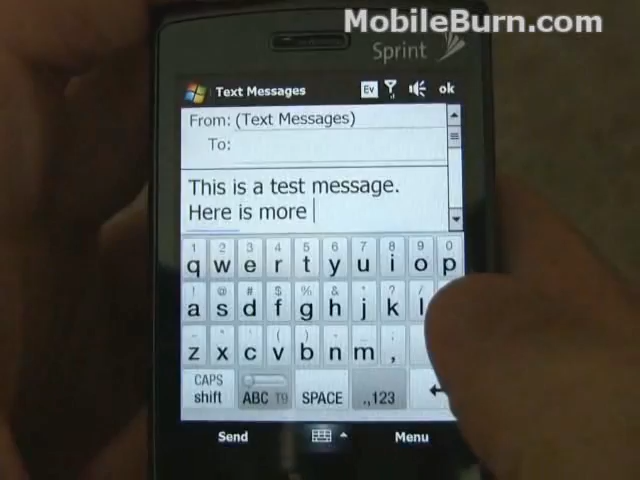 MobileBurn.com
Sprint
Text Messages
Ev
ok
From: (Text Messages)
To:
This is a test message.
Here is more
1 2 3 4 5 6 7 8 9 0
q w e r t y u i o p
! @ # $ % & * ? /
a s d f g h j k l
- _ " ' ( ) : ;
z x c v b n m ,
CAPS
shift
ABC T9
SPACE
.,123
Send
Menu